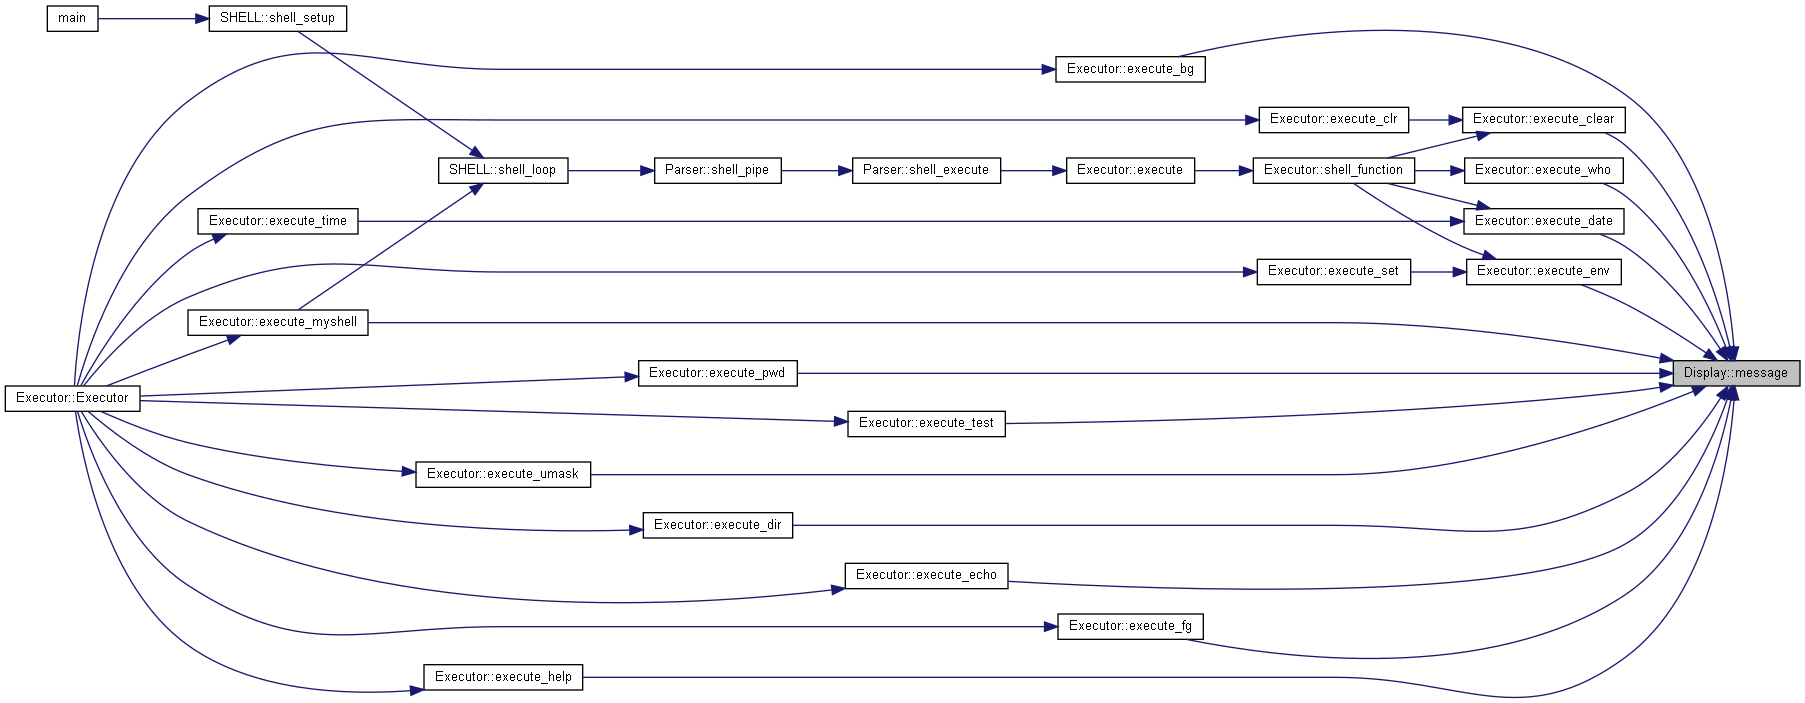 main
SHELL::shell_setup
Executor::execute_bg
Executor::execute_clr
Executor::execute_clear
SHELL::shell_loop
Parser::shell_pipe
Parser::shell_execute
Executor::execute
Executor::shell_function
Executor::execute_who
Executor::execute_time
Executor::execute_date
Executor::execute_set
Executor::execute_env
Executor::execute_myshell
Executor::execute_pwd
Display::message
Executor::Executor
Executor::execute_test
Executor::execute_umask
Executor::execute_dir
Executor::execute_echo
Executor::execute_fg
Executor::execute_help